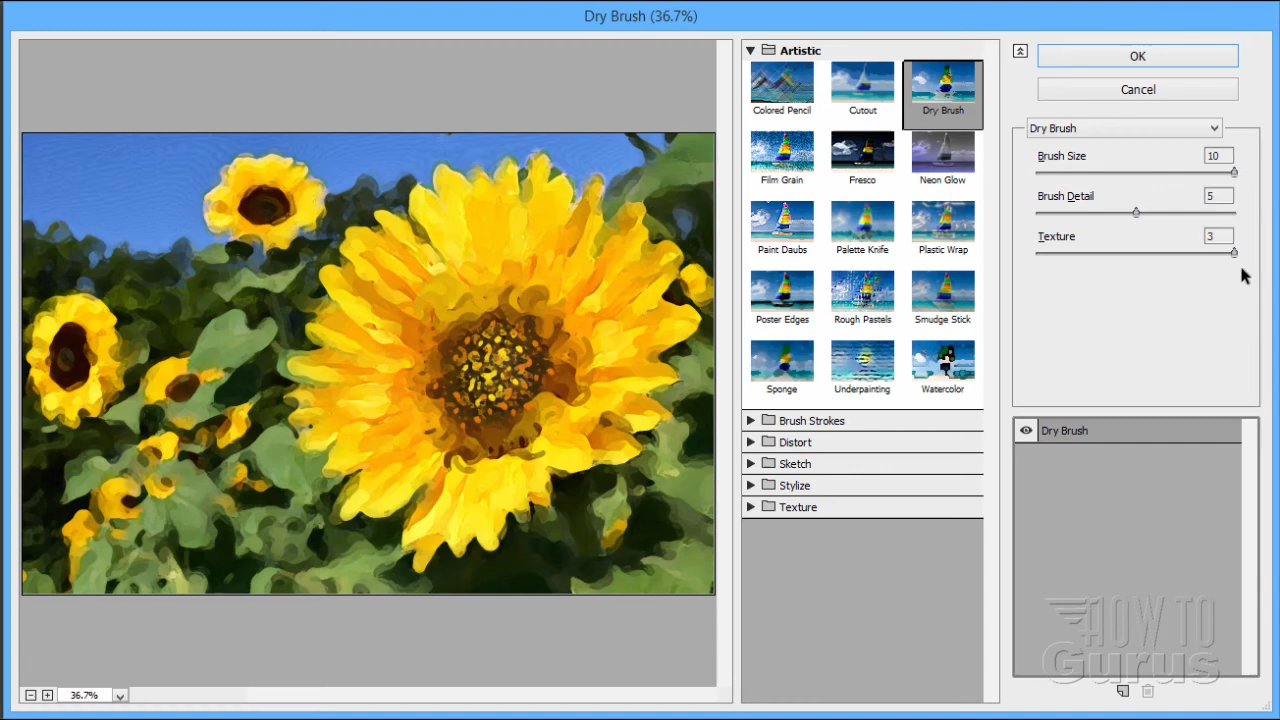 Dry Brush (36.7%)
Artistic
Colored Pencil
Cutout
Dry Brush
Film Grain
Fresco
Neon Glow
Paint Daubs
Palette Knife
Plastic Wrap
Poster Edges
Rough Pastels
Smudge Stick
Sponge
Underpainting
Watercolor
Brush Strokes
Distort
Sketch
Stylize
Texture
OK
Cancel
Dry Brush
Brush Size 10
Brush Detail 5
Texture 3
Dry Brush
HOW TO
Gurus
36.7%